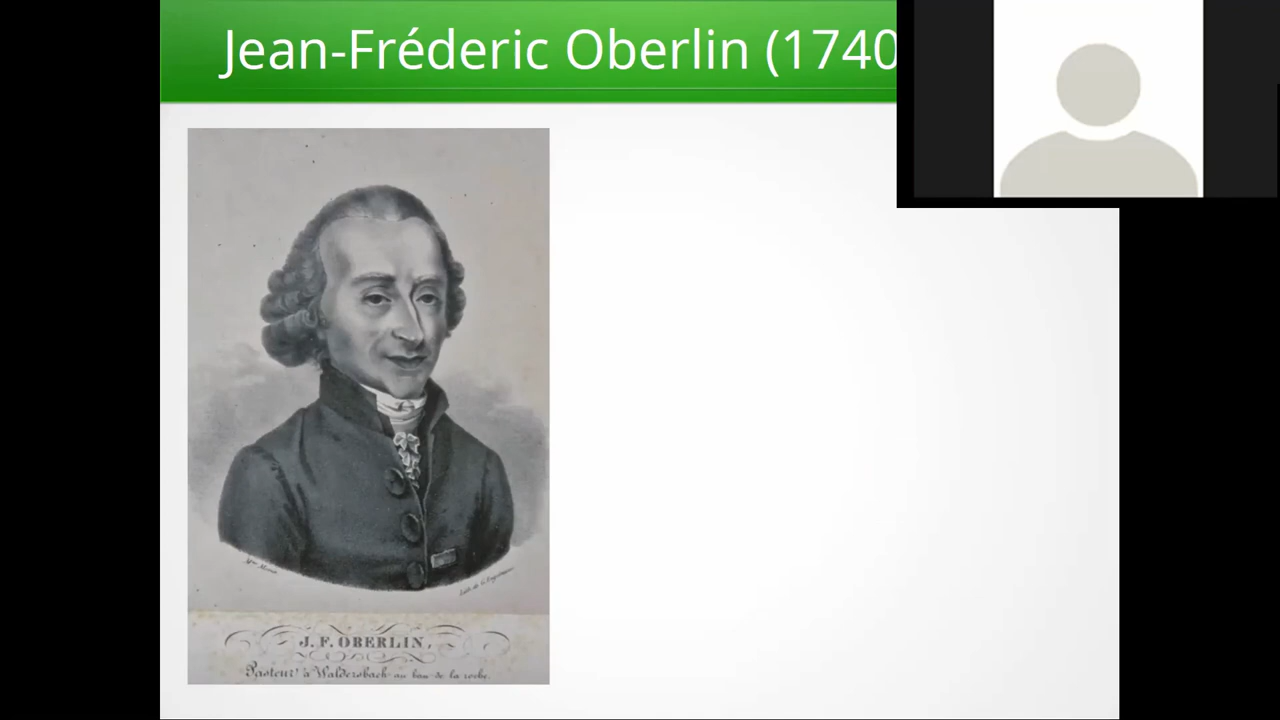 Jean-Fréderic Oberlin (1740
J. F. OBERLIN,
Pasteur à Waldersbach au ban de la roche.